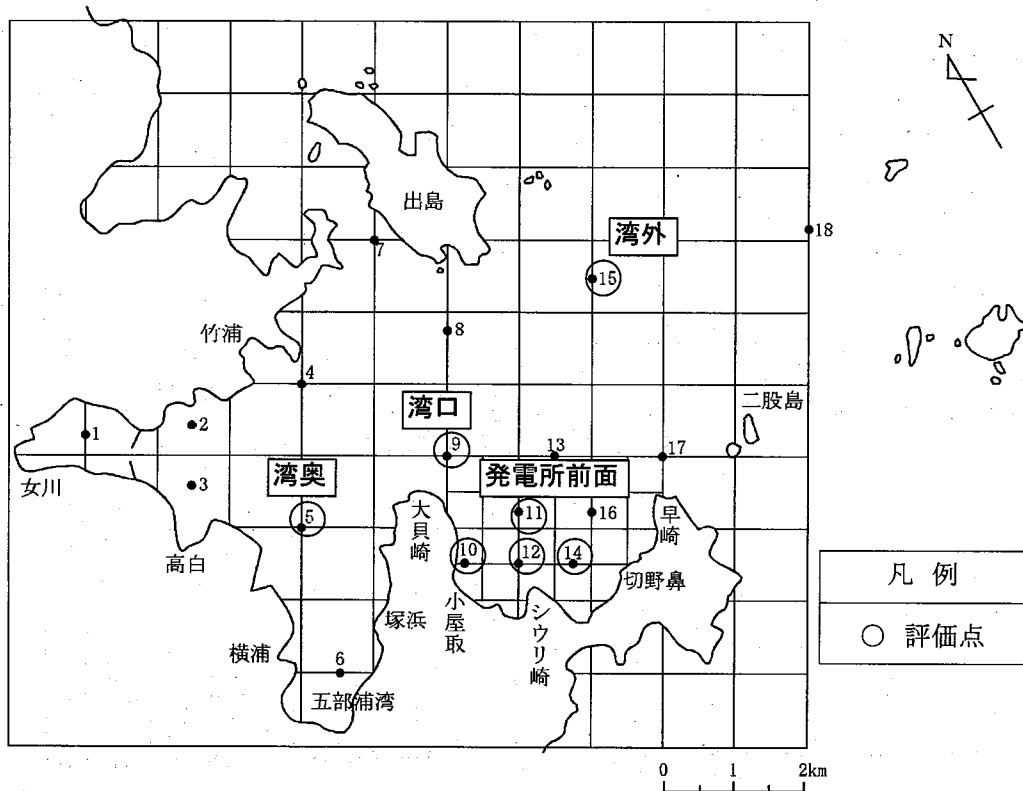 N
出島
湾外
18
15
7
竹浦
8
4
二股島
湾口
1
2
9
13
17
湾奥
発電所前面
女川
3
大貝崎
5
11
16
早崎
高白
10
12
14
切野鼻
凡例
小屋取
塚浜
シウリ崎
○ 評価点
横浦
6
五部浦湾
0 1 2km